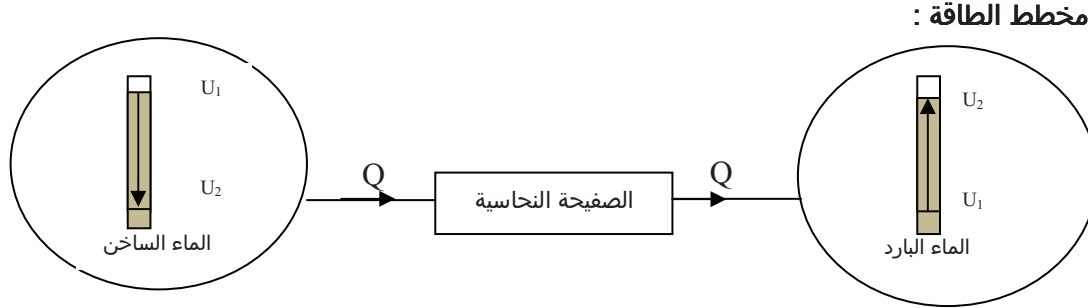 مخطط الطاقة :
U₁
U₂
الماء الساخن
Q
الصفيحة النحاسية
Q
U₂
U₁
الماء البارد